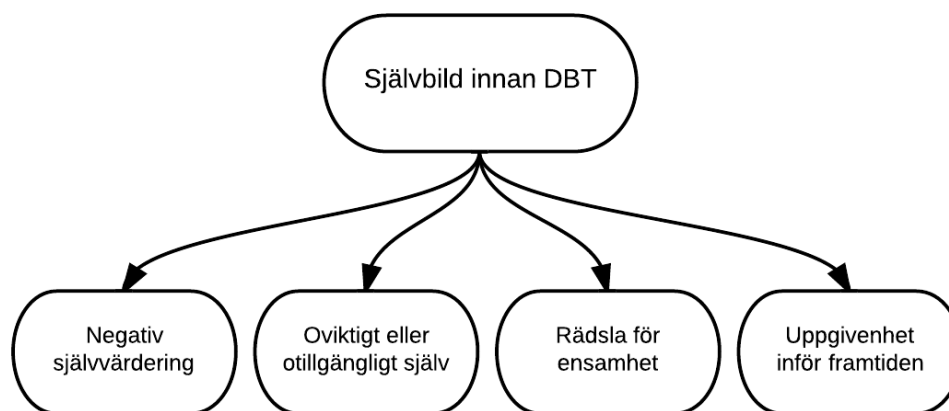 Självbild innan DBT
Negativ
självvärdering
Oviktigt eller
otillgängligt själv
Rädsla för
ensamhet
Uppgivenhet
inför framtiden